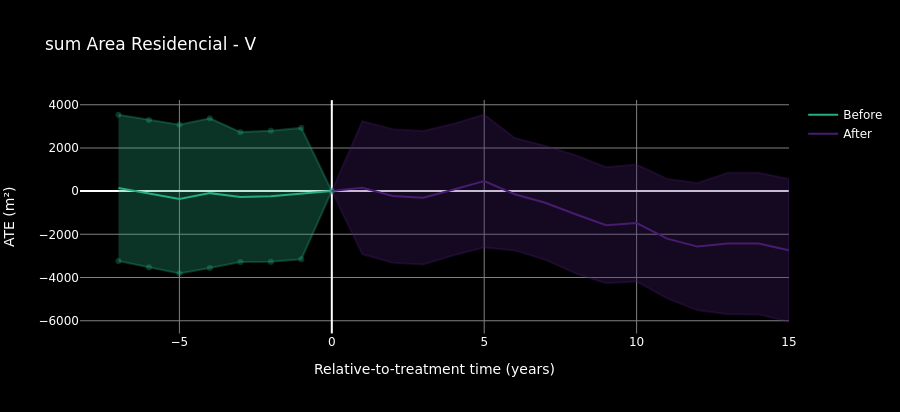 sum Area Residencial - V
ATE (m²)
4000
2000
0
−2000
−4000
−6000
−5
0
5
10
15
Relative-to-treatment time (years)
Before
After